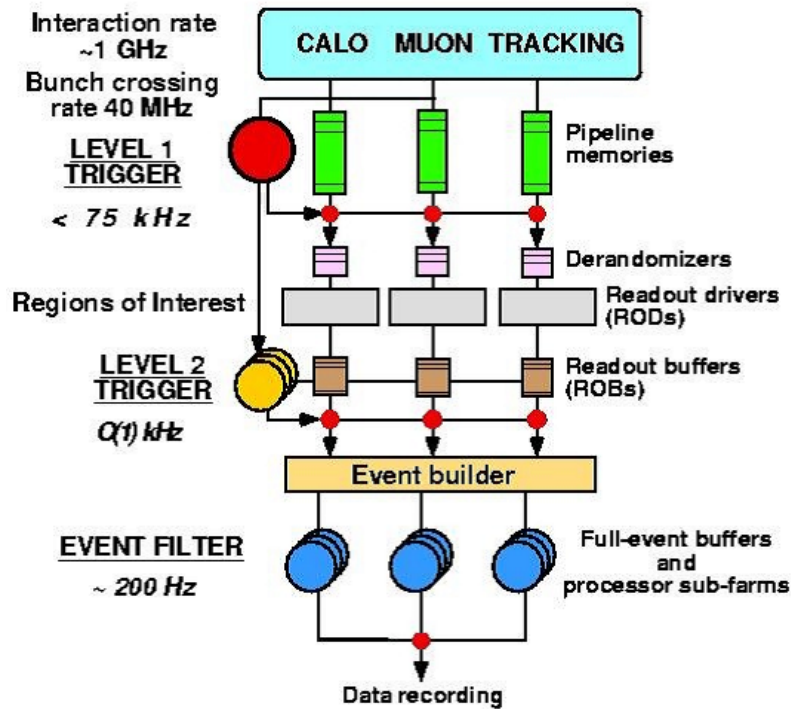 Interaction rate
~1 GHz
CALO MUON TRACKING
Bunch crossing
rate 40 MHz
LEVEL 1
TRIGGER
< 75 kHz
Pipeline
memories
Derandomizers
Regions of Interest
Readout drivers
(RODs)
LEVEL 2
TRIGGER
O(1) kHz
Readout buffers
(ROBs)
Event builder
EVENT FILTER
~ 200 Hz
Full-event buffers
and
processor sub-farms
Data recording